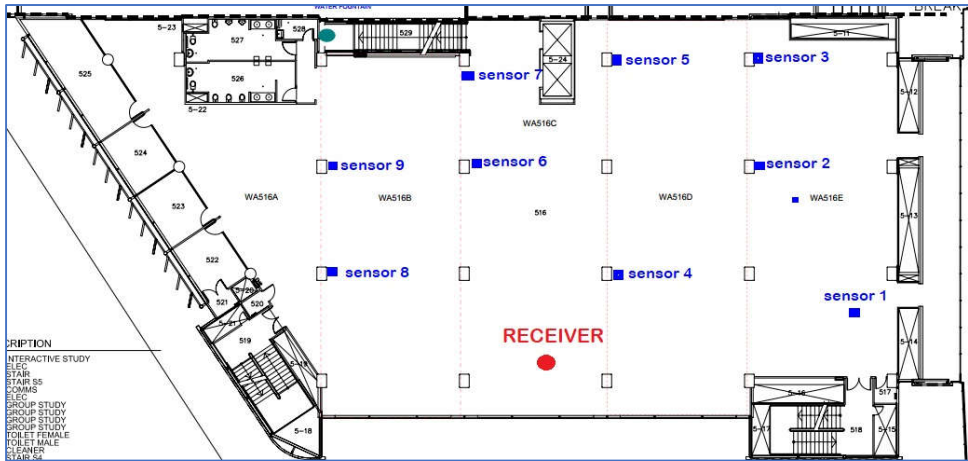 WATER FOUNTAIN
BREAK
5-23
527
528
529
5-11
525
526
5-24
sensor 5
sensor 3
sensor 7
5-12
5-22
WA516C
524
sensor 9
sensor 6
sensor 2
523
WA516A
WA516B
516
WA516D
WA516E
5-13
522
sensor 8
sensor 4
5-20
521
520
sensor 1
5-21
519
RECEIVER
5-14
CRIPTION
INTERACTIVE STUDY
ELEC
STAIR
STAIR S5
COMMS
ELEC
GROUP STUDY
GROUP STUDY
GROUP STUDY
GROUP STUDY
TOILET FEMALE
TOILET MALE
CLEANER
STAIR S4
5-19
5-16
517
5-18
5-17
518
5-15